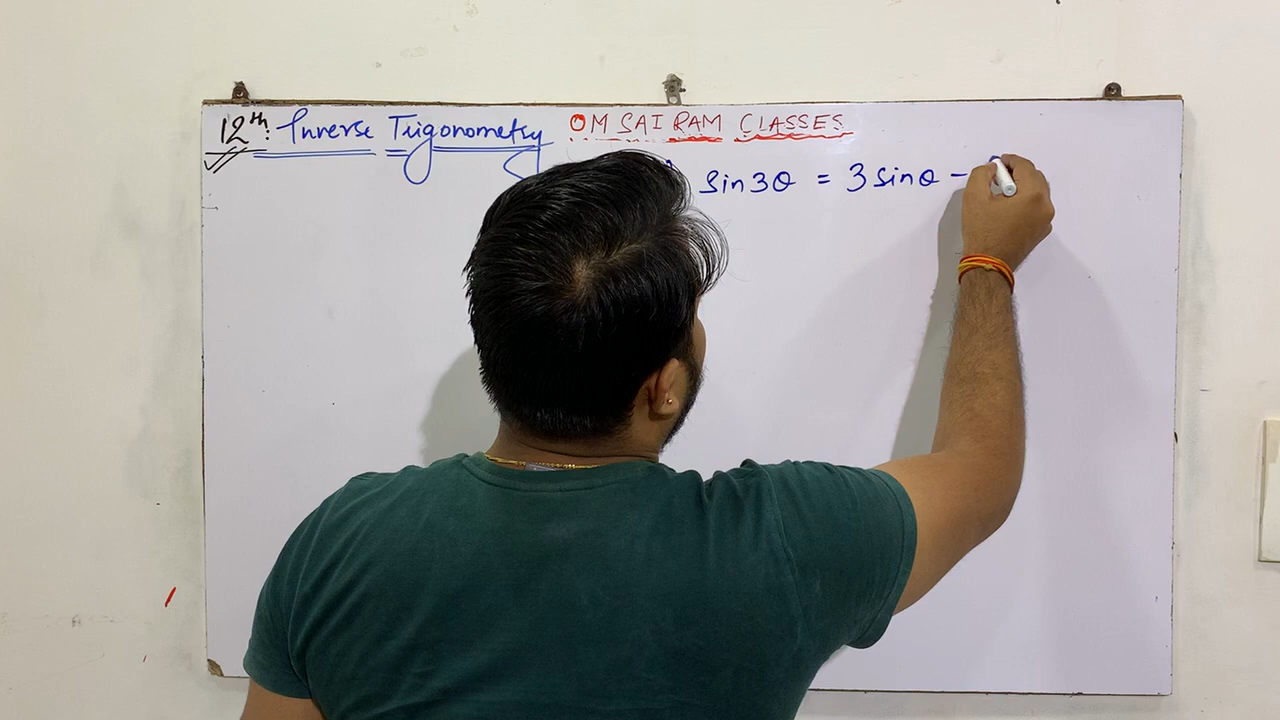 12th: Inverse Trigonometry OM SAI RAM CLASSES
sin3θ = 3 sinθ -